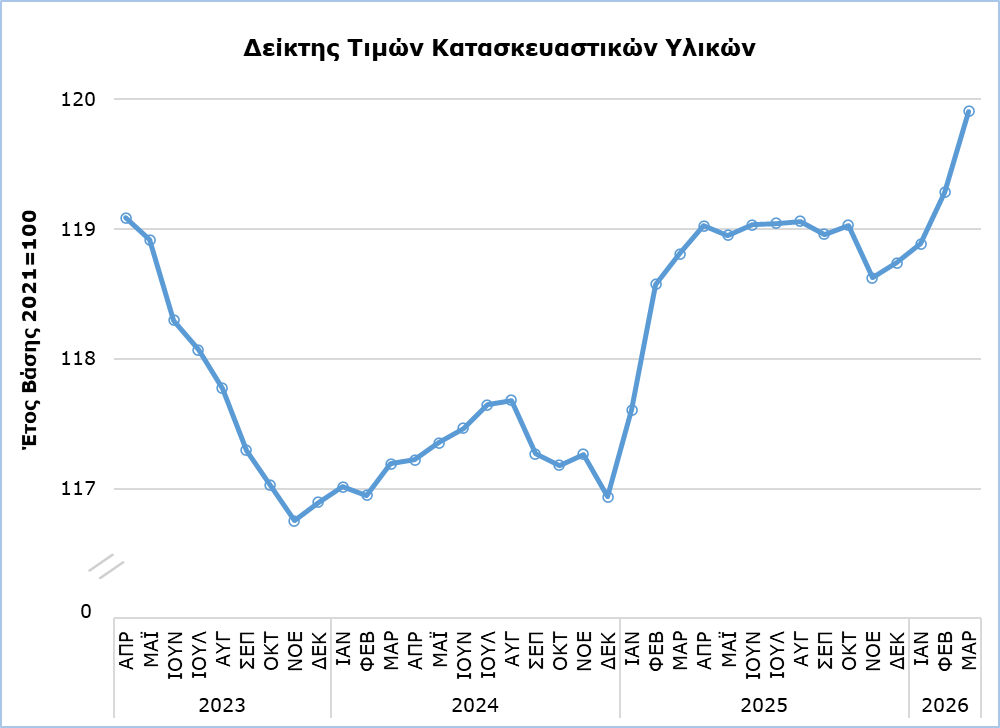 Δείκτης Τιμών Κατασκευαστικών Υλικών
Έτος Βάσης 2021=100
120
119
118
117
0
ΑΠΡ ΜΑΪ ΙΟΥΝ ΙΟΥΛ ΑΥΓ ΣΕΠ ΟΚΤ ΝΟΕ ΔΕΚ ΙΑΝ ΦΕΒ ΜΑΡ ΑΠΡ ΜΑΪ ΙΟΥΝ ΙΟΥΛ ΑΥΓ ΣΕΠ ΟΚΤ ΝΟΕ ΔΕΚ ΙΑΝ ΦΕΒ ΜΑΡ ΑΠΡ ΜΑΪ ΙΟΥΝ ΙΟΥΛ ΑΥΓ ΣΕΠ ΟΚΤ ΝΟΕ ΔΕΚ ΙΑΝ ΦΕΒ ΜΑΡ
2023 2024 2025 2026